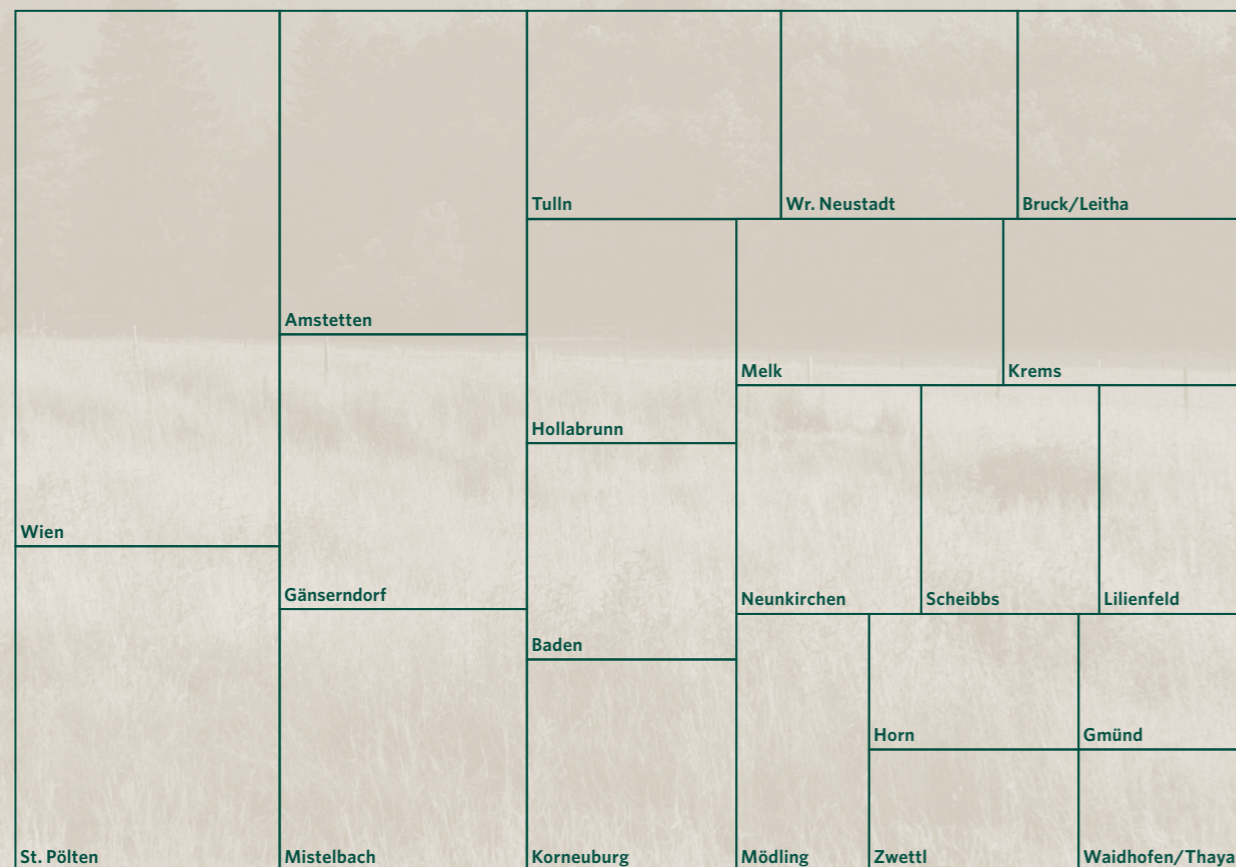 Tulln
Wr. Neustadt
Bruck/Leitha
Amstetten
Melk
Krems
Hollabrunn
Wien
Gänserndorf
Neunkirchen
Scheibbs
Lilienfeld
Baden
Horn
Gmünd
St. Pölten
Mistelbach
Korneuburg
Mödling
Zwettl
Waidhofen/Thaya